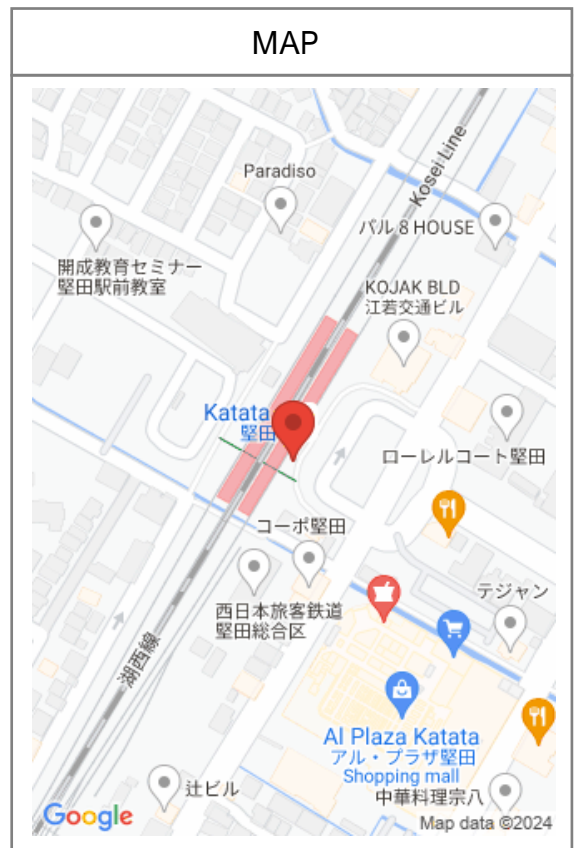 MAP
Kosei Line
Paradiso
パル8 HOUSE
開成教育セミナー
堅田駅前教室
KOJAK BLD
江若交通ビル
Katata
堅田
ローレルコート堅田
コーポ堅田
テジャン
西日本旅客鉄道
堅田総合区
湖西線
Al Plaza Katata
アル・プラザ堅田
Shopping mall
辻ビル
中華料理宗八
Google
Map data ©2024